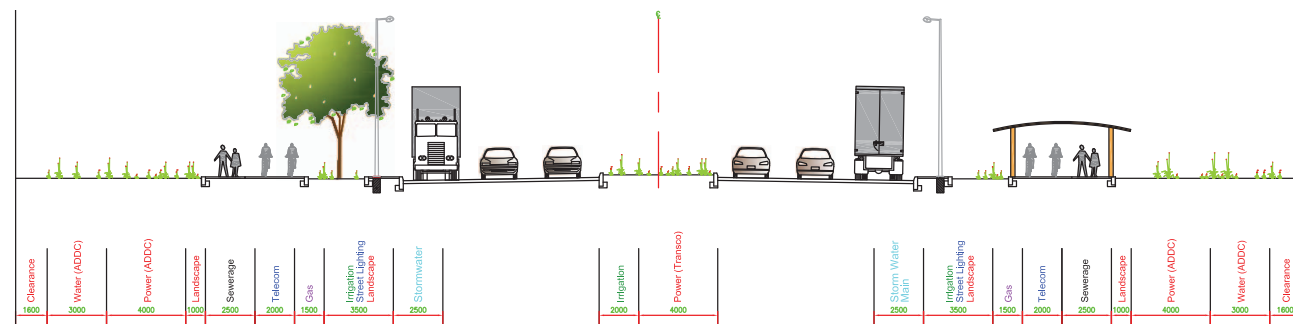 ℄
Clearance
Water (ADDC)
Power (ADDC)
Landscape
Sewerage
Telecom
Gas
Irrigation
Street Lighting
Landscape
Stormwater
Irrigation
Power (Transco)
Storm Water
Main
Irrigation
Street Lighting
Landscape
Gas
Telecom
Sewerage
Landscape
Power (ADDC)
Water (ADDC)
Clearance
1600 3000 4000 1000 2500 2000 1500 3500 2500 2000 4000 2500 3500 1500 2000 2500 1000 4000 3000 1600